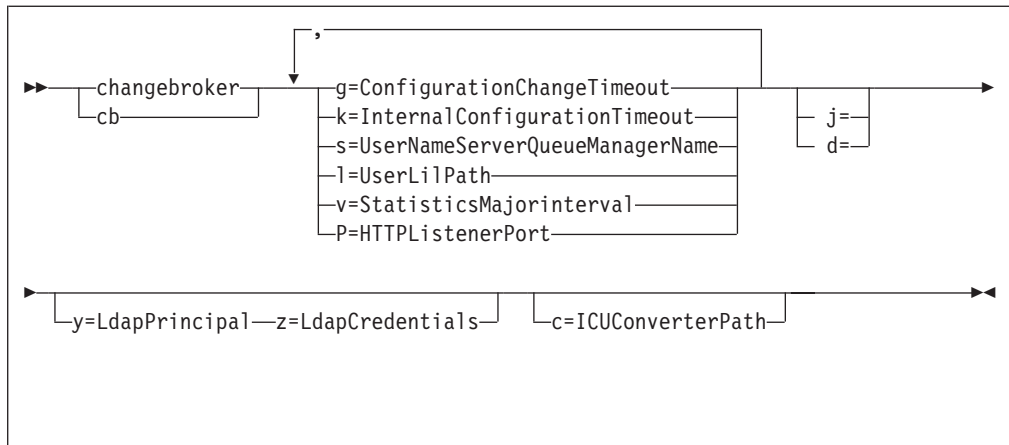 ,
changebroker
cb
g=ConfigurationChangeTimeout
k=InternalConfigurationTimeout
s=UserNameServerQueueManagerName
l=UserLilPath
v=StatisticsMajorinterval
P=HTTPListenerPort
j=
d=
y=LdapPrincipal z=LdapCredentials
c=ICUConverterPath